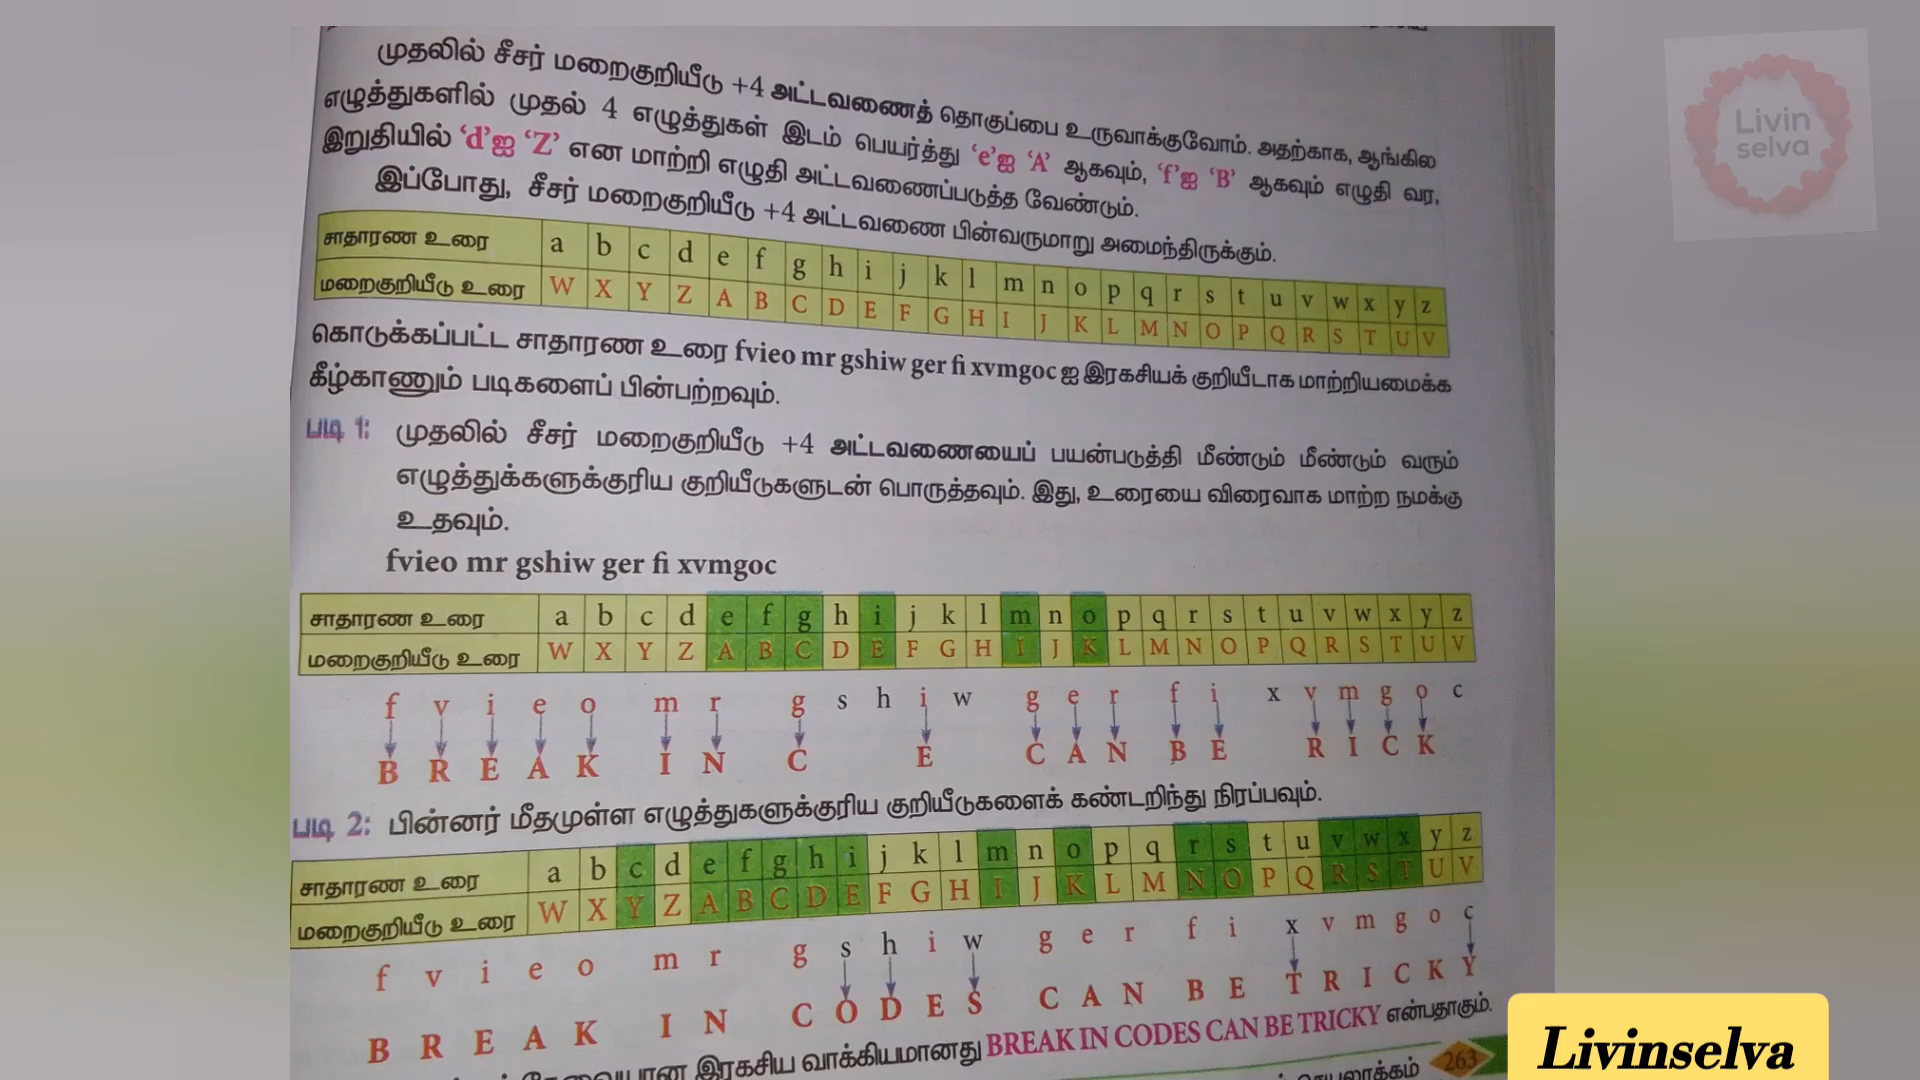 முதலில் சீசர் மறைகுறியீடு +4 அட்டவணைத் தொகுப்பை உருவாக்குவோம். அதற்காக, ஆங்கில
எழுத்துகளில் முதல் 4 எழுத்துகள் இடம் பெயர்த்து ‘e’ஐ ‘A’ ஆகவும், ‘f’ஐ ‘B’ ஆகவும் எழுதி வர,
இறுதியில் ‘d’ஐ ‘Z’ என மாற்றி எழுதி அட்டவணைப்படுத்த வேண்டும்.
இப்போது, சீசர் மறைகுறியீடு +4 அட்டவணை பின்வருமாறு அமைந்திருக்கும்.
சாதாரண உரை a b c d e f g h i j k l m n o p q r s t u v w x y z
மறைகுறியீடு உரை W X Y Z A B C D E F G H I J K L M N O P Q R S T U V
கொடுக்கப்பட்ட சாதாரண உரை fvieo mr gshiw ger fi xvmgoc ஐ இரகசியக் குறியீடாக மாற்றியமைக்க
கீழ்காணும் படிகளைப் பின்பற்றவும்.
படி 1: முதலில் சீசர் மறைகுறியீடு +4 அட்டவணையைப் பயன்படுத்தி மீண்டும் மீண்டும் வரும்
எழுத்துக்களுக்குரிய குறியீடுகளுடன் பொருத்தவும். இது, உரையை விரைவாக மாற்ற நமக்கு
உதவும்.
fvieo mr gshiw ger fi xvmgoc
சாதாரண உரை a b c d e f g h i j k l m n o p q r s t u v w x y z
மறைகுறியீடு உரை W X Y Z A B C D E F G H I J K L M N O P Q R S T U V
f v i e o m r g s h i w g e r f i x v m g o c
B R E A K I N C E C A N B E R I C K
படி 2: பின்னர் மீதமுள்ள எழுத்துகளுக்குரிய குறியீடுகளைக் கண்டறிந்து நிரப்பவும்.
சாதாரண உரை a b c d e f g h i j k l m n o p q r s t u v w x y z
மறைகுறியீடு உரை W X Y Z A B C D E F G H I J K L M N O P Q R S T U V
f v i e o m r g s h i w g e r f i x v m g o c
B R E A K I N C O D E S C A N B E T R I C K Y
இரகசிய வாக்கியமானது BREAK IN CODES CAN BE TRICKY என்பதாகும்.
263
Livin
selva
Livinselva